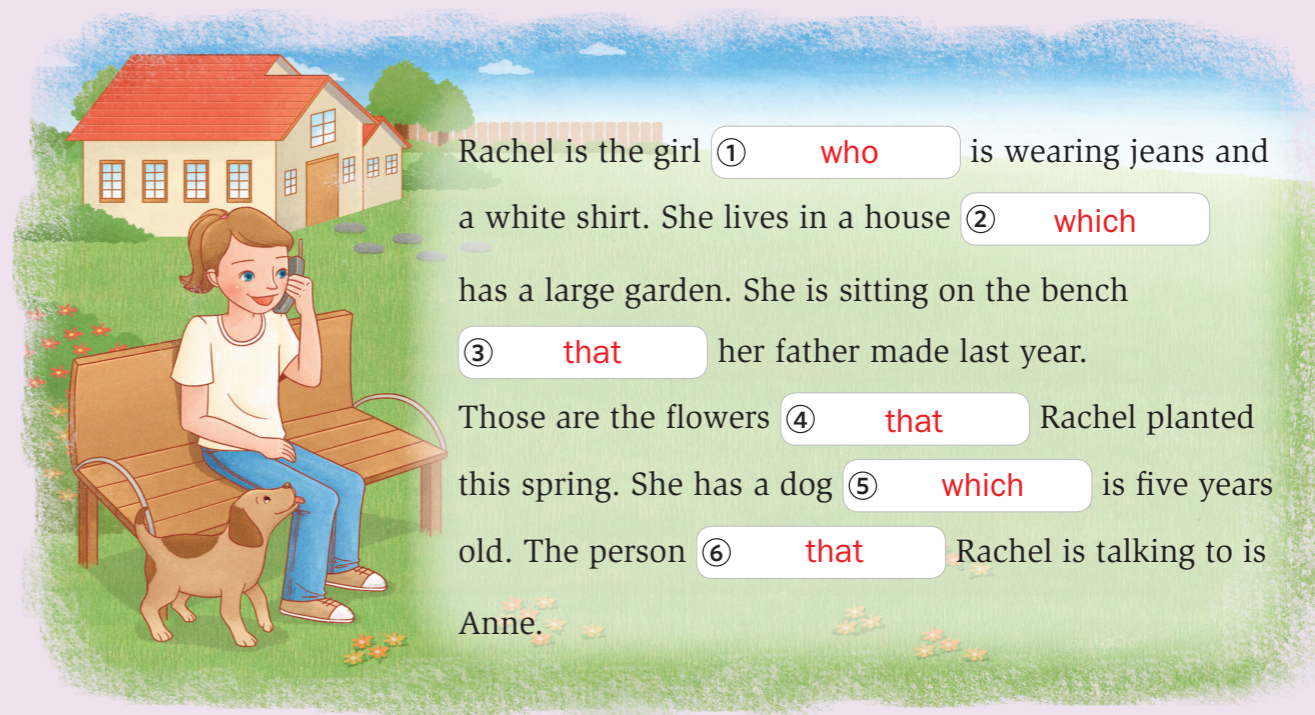 Rachel is the girl ① who is wearing jeans and
a white shirt. She lives in a house ② which
has a large garden. She is sitting on the bench
③ that her father made last year.
Those are the flowers ④ that Rachel planted
this spring. She has a dog ⑤ which is five years
old. The person ⑥ that Rachel is talking to is
Anne.